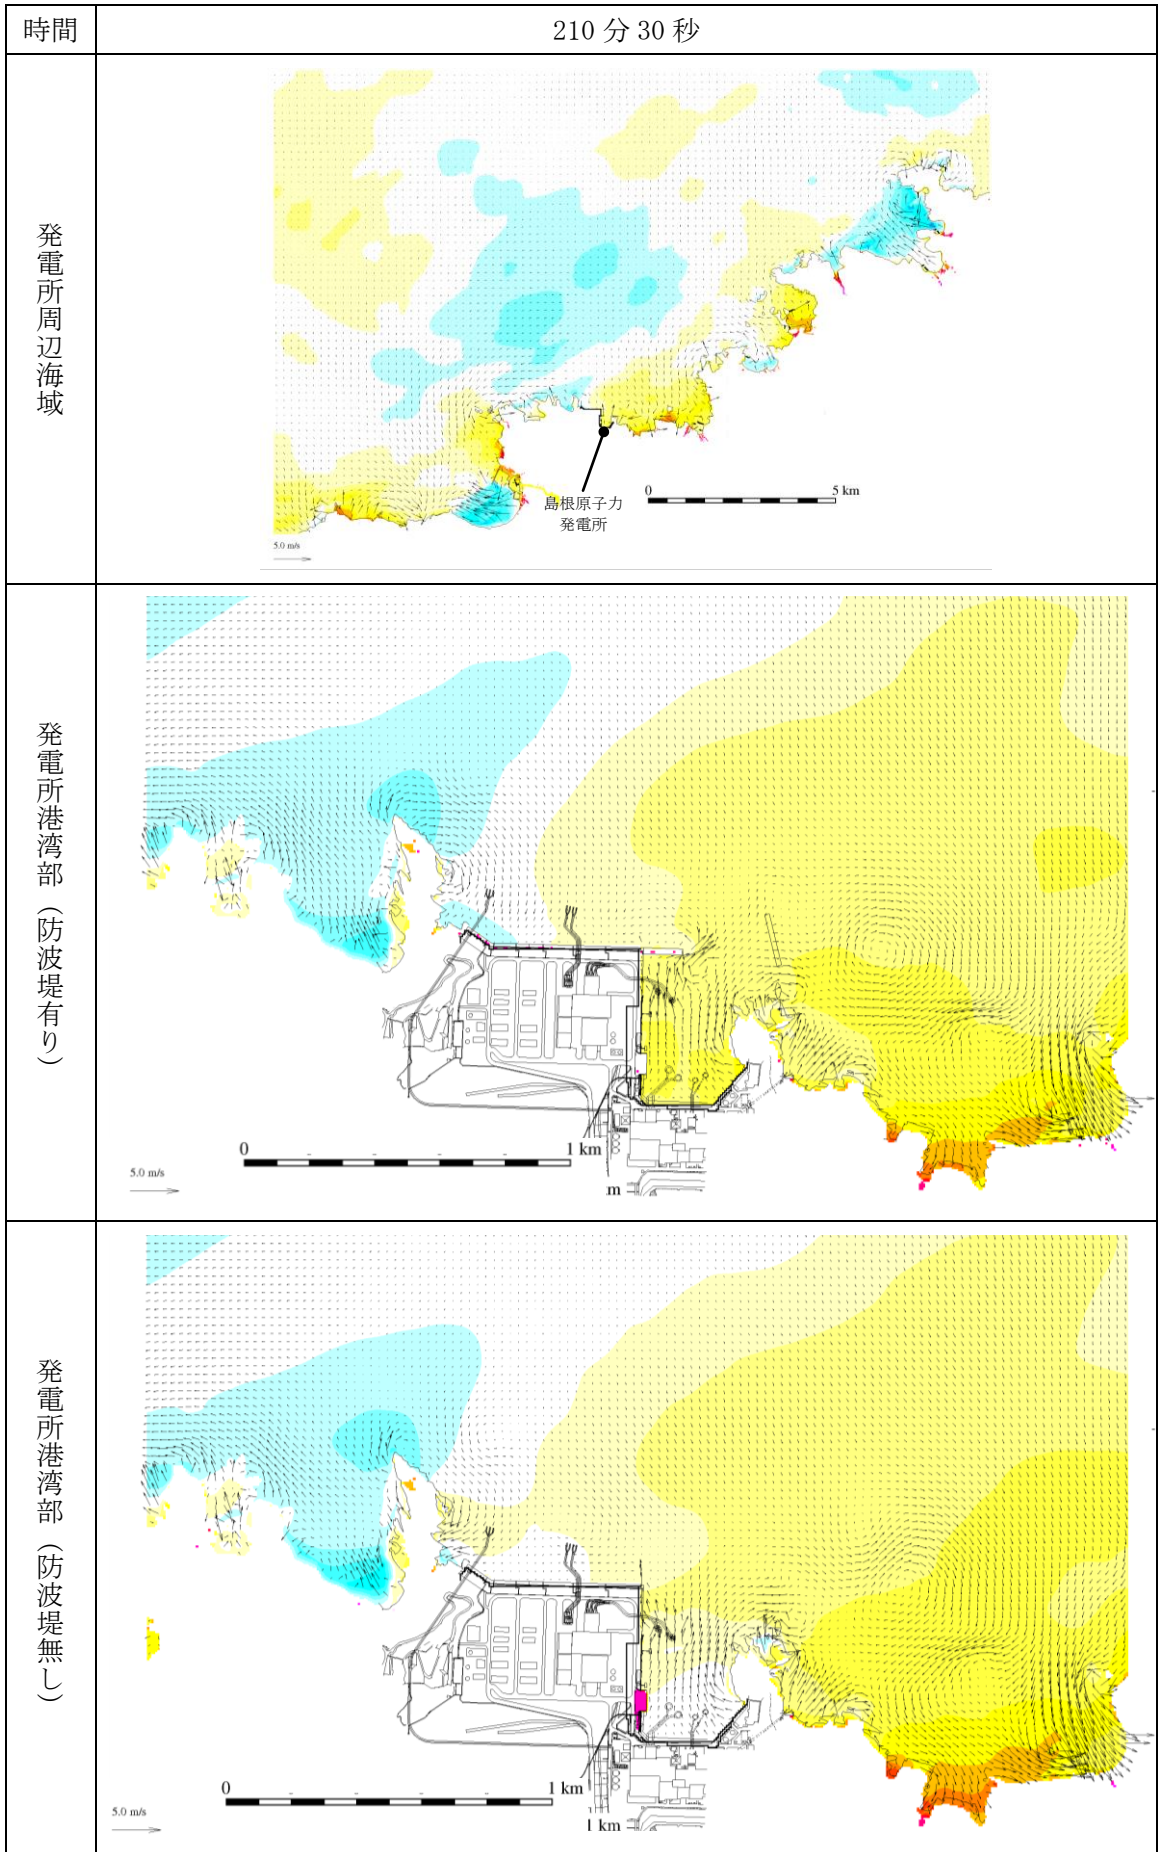 時間
210 分 30 秒
発電所周辺海域
島根原子力
発電所
0
5 km
5.0 m/s
発電所港湾部（防波堤有り）
0
1 km
5.0 m/s
m
発電所港湾部（防波堤無し）
0
1 km
5.0 m/s
1 km